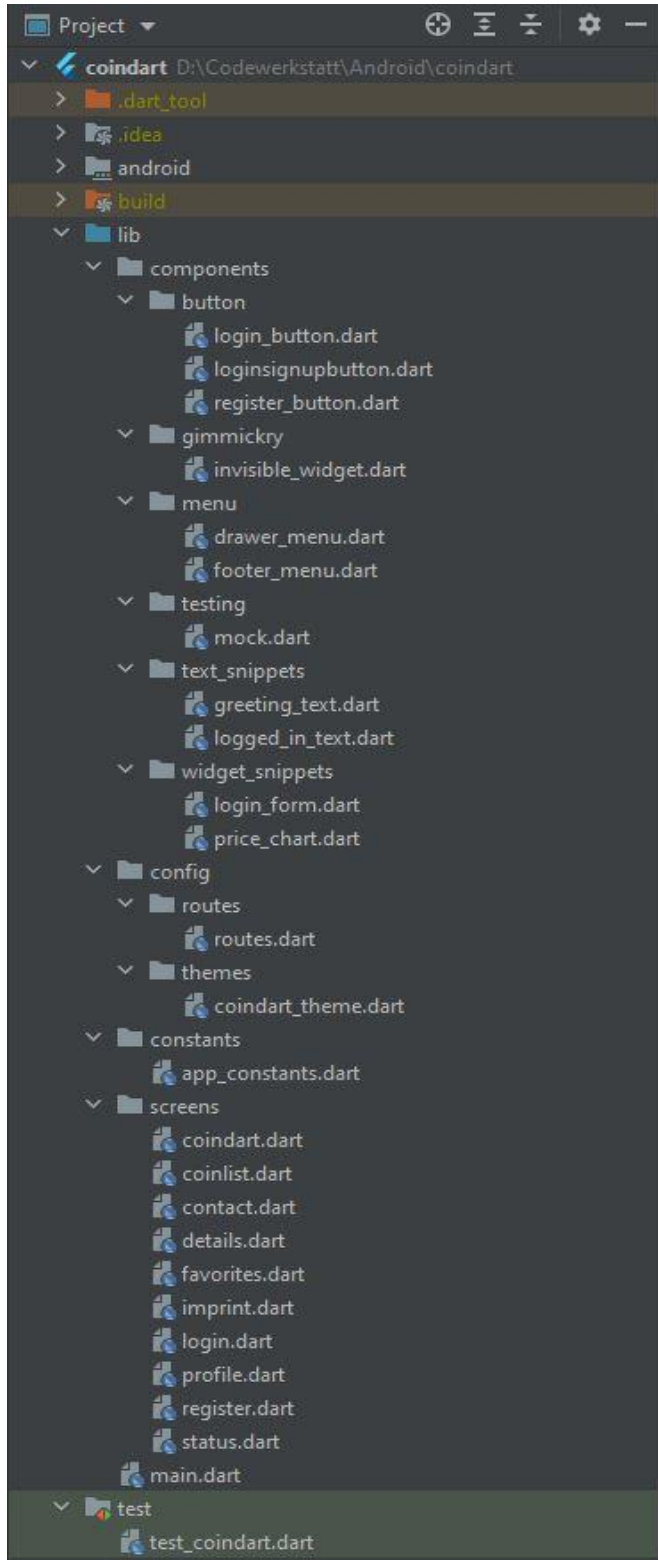 Project
coindart D:\Codewerkstatt\Android\coindart
.dart_tool
.idea
android
build
lib
components
button
login_button.dart
loginsignupbutton.dart
register_button.dart
gimmickry
invisible_widget.dart
menu
drawer_menu.dart
footer_menu.dart
testing
mock.dart
text_snippets
greeting_text.dart
logged_in_text.dart
widget_snippets
login_form.dart
price_chart.dart
config
routes
routes.dart
themes
coindart_theme.dart
constants
app_constants.dart
screens
coindart.dart
coinlist.dart
contact.dart
details.dart
favorites.dart
imprint.dart
login.dart
profile.dart
register.dart
status.dart
main.dart
test
test_coindart.dart